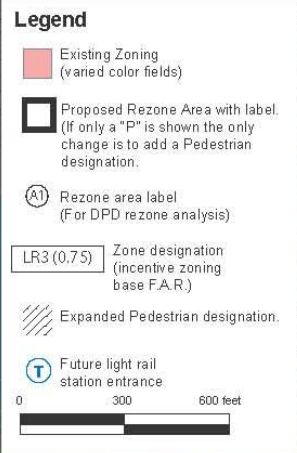 Legend
Existing Zoning
(varied color fields)
Proposed Rezone Area with label.
(If only a "P" is shown the only
change is to add a Pedestrian
designation.
A1 Rezone area label
(For DPD rezone analysis)
LR3 (0.75) Zone designation
(incentive zoning
base F.A.R.)
Expanded Pedestrian designation.
T Future light rail
station entrance
0 300 600 feet